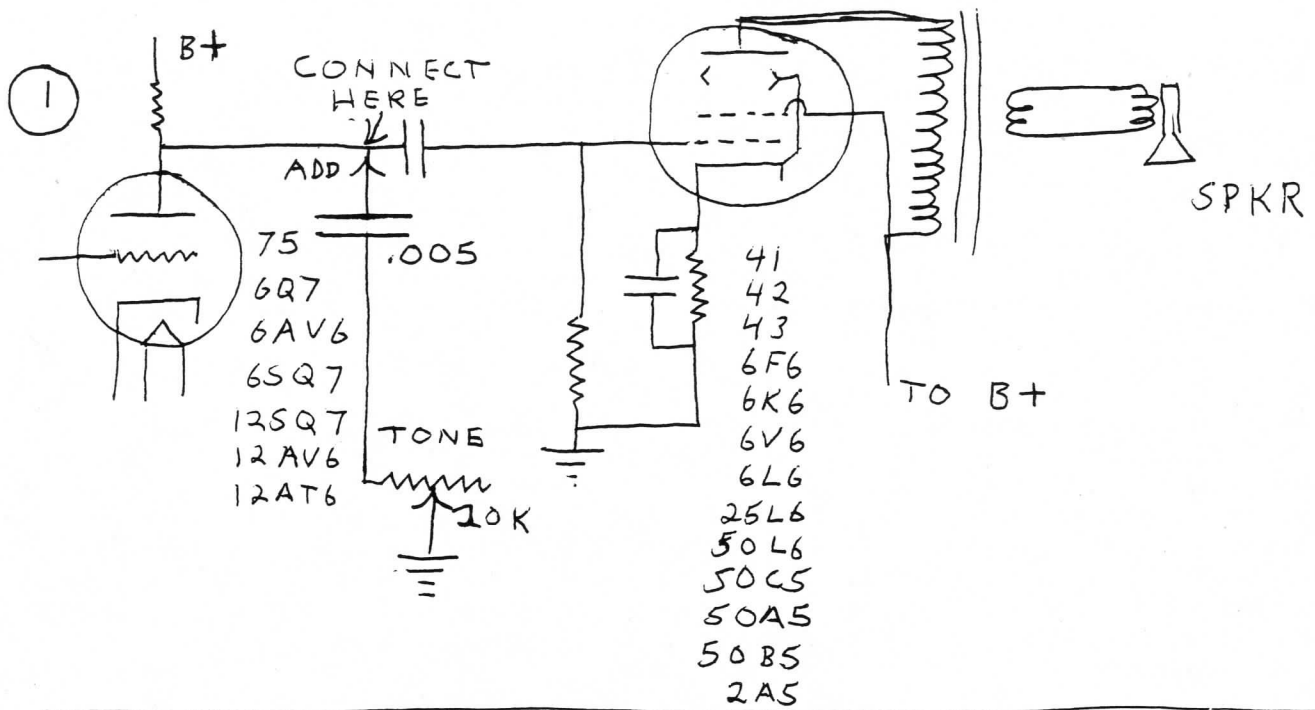 1
B+
CONNECT
HERE
ADD
.005
75
6Q7
6AV6
6SQ7
12SQ7
12AV6
12AT6
TONE
10K
41
42
43
6F6
6K6
6V6
6L6
25L6
50L6
50C5
50A5
50B5
2A5
TO B+
SPKR